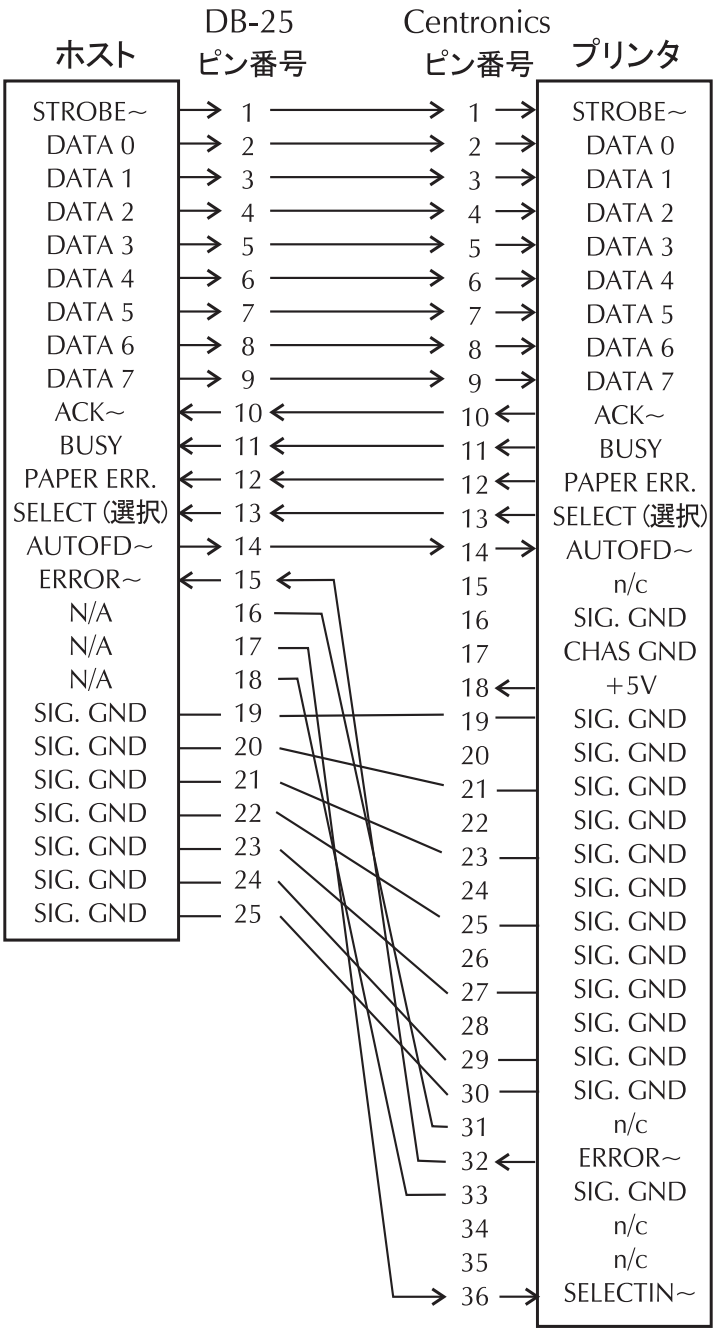 DB-25 Centronics
ホスト ピン番号 ピン番号 プリンタ
STROBE~ 1 1 STROBE~
DATA 0 2 2 DATA 0
DATA 1 3 3 DATA 1
DATA 2 4 4 DATA 2
DATA 3 5 5 DATA 3
DATA 4 6 6 DATA 4
DATA 5 7 7 DATA 5
DATA 6 8 8 DATA 6
DATA 7 9 9 DATA 7
ACK~ 10 10 ACK~
BUSY 11 11 BUSY
PAPER ERR. 12 12 PAPER ERR.
SELECT (選択) 13 13 SELECT (選択)
AUTOFD~ 14 14 AUTOFD~
ERROR~ 15 15 n/c
N/A 16 16 SIG. GND
N/A 17 17 CHAS GND
N/A 18 18 +5V
SIG. GND 19 19 SIG. GND
SIG. GND 20 20 SIG. GND
SIG. GND 21 21 SIG. GND
SIG. GND 22 22 SIG. GND
SIG. GND 23 23 SIG. GND
SIG. GND 24 24 SIG. GND
SIG. GND 25 25 SIG. GND
26 SIG. GND
27 SIG. GND
28 SIG. GND
29 SIG. GND
30 SIG. GND
31 n/c
32 ERROR~
33 SIG. GND
34 n/c
35 n/c
36 SELECTIN~